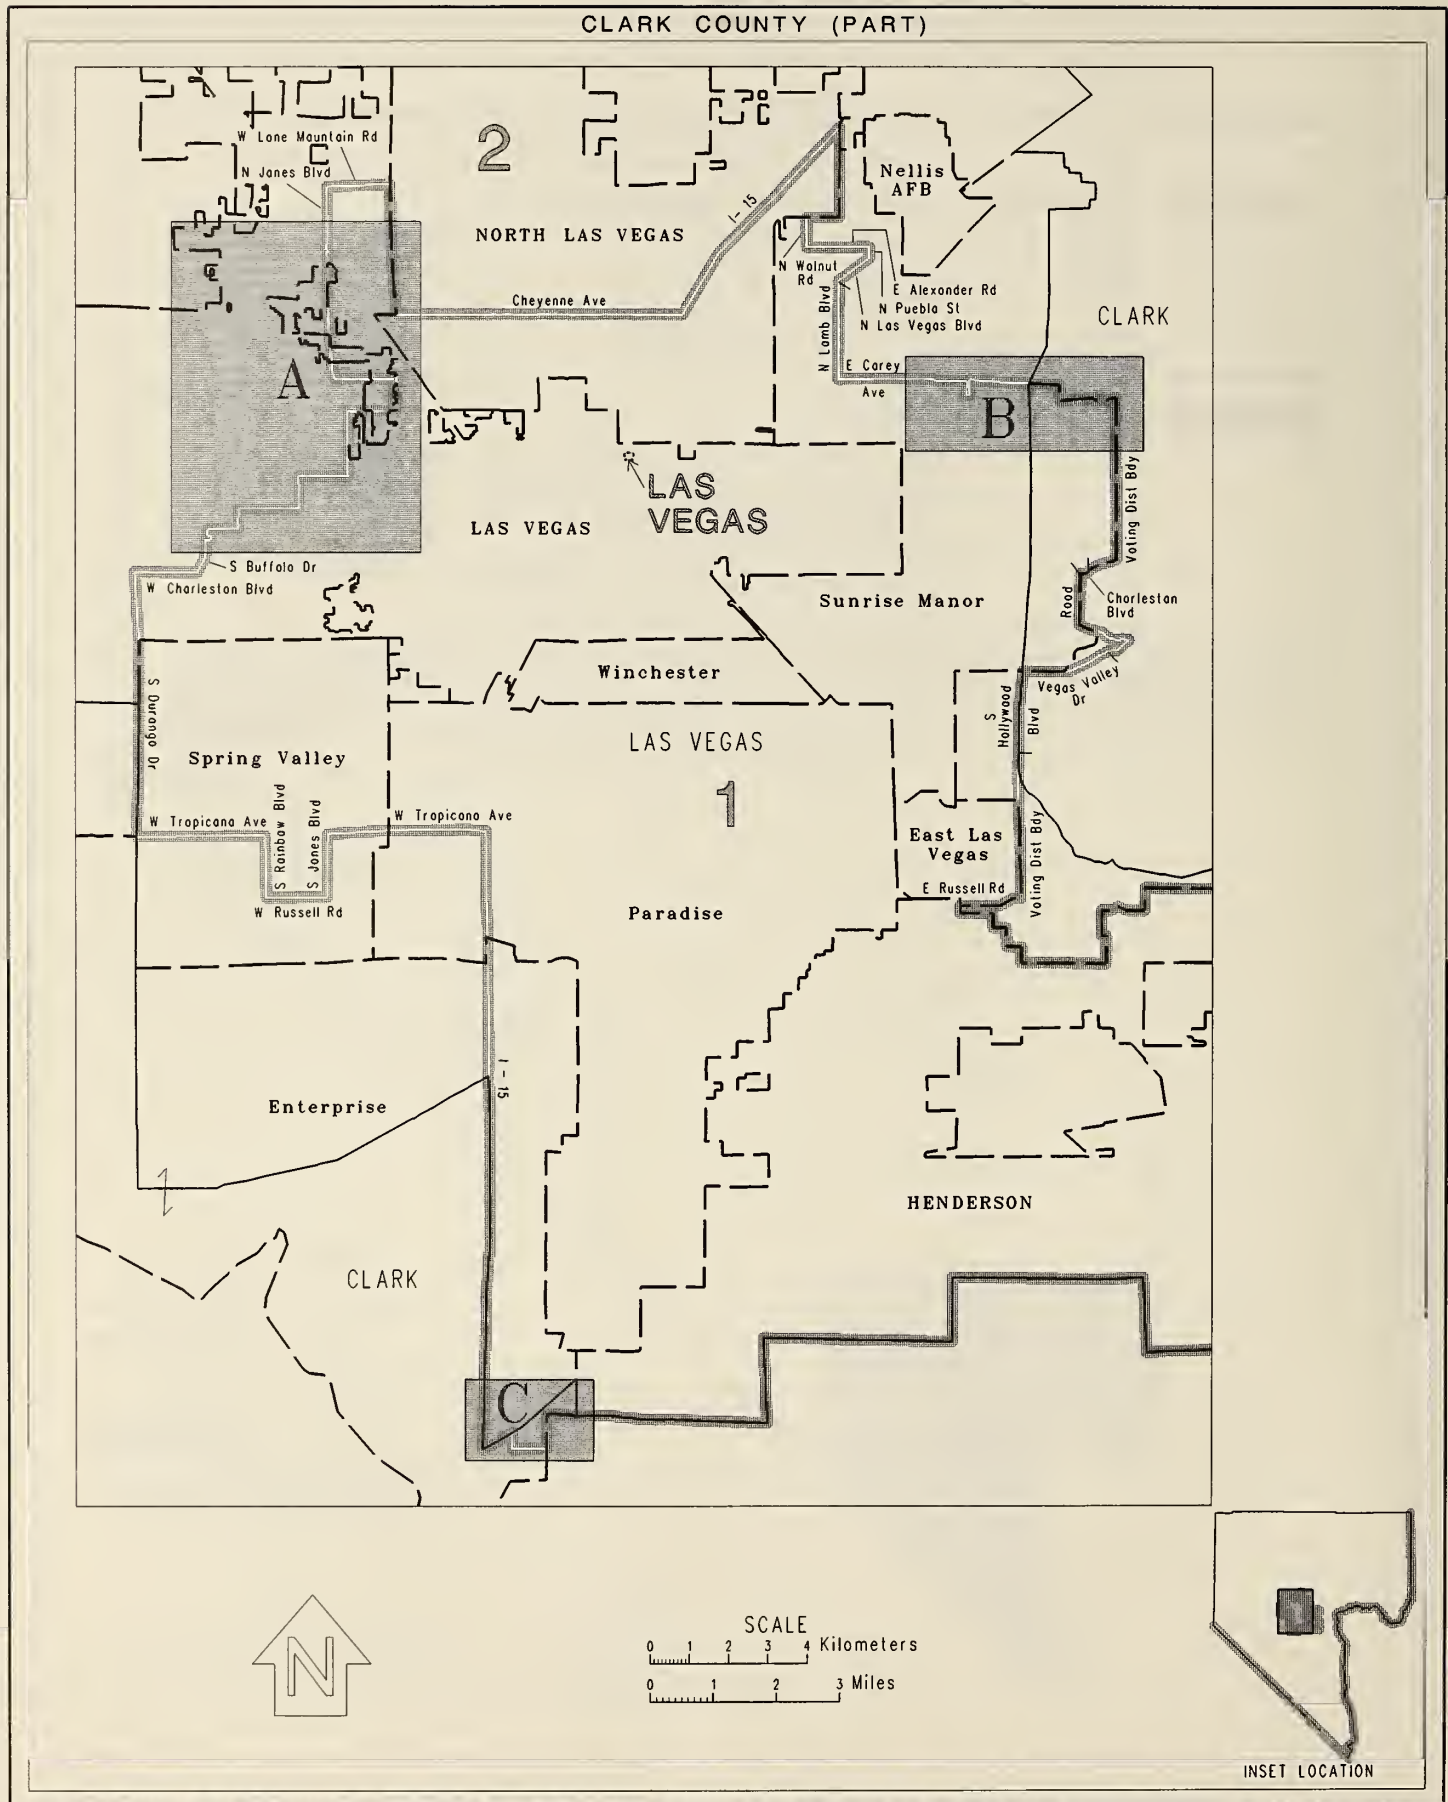 CLARK COUNTY (PART)
W Lone Mountain Rd
2
N Jones Blvd
Nellis
AFB
I-15
NORTH LAS VEGAS
N Walnut
Rd
E Alexander Rd
Cheyenne Ave
N Pueblo St
N Las Vegas Blvd
CLARK
N Lamb Blvd
E Carey
Ave
A
B
LAS
VEGAS
LAS VEGAS
Voting Dist Bdy
S Buffalo Dr
W Charleston Blvd
Sunrise Manor
Road
Charleston
Blvd
Winchester
Vegas Valley
Dr
S Durango Dr
S
Hollywood
Blvd
LAS VEGAS
Spring Valley
1
W Tropicana Ave
S Rainbow Blvd
S Jones Blvd
W Tropicana Ave
East Las
Vegas
Voting Dist Bdy
E Russell Rd
W Russell Rd
Paradise
I-15
Enterprise
HENDERSON
CLARK
C
N
SCALE
0 1 2 3 4 Kilometers
0 1 2 3 Miles
INSET LOCATION